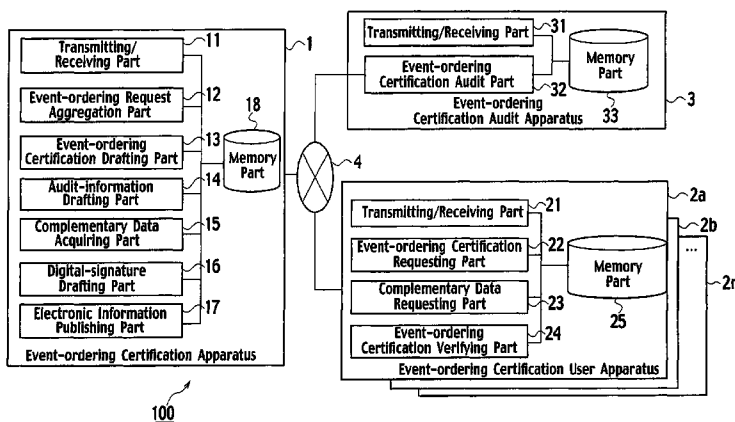 Transmitting/
Receiving Part
11
Event-ordering Request
Aggregation Part
12
Event-ordering
Certification Drafting Part
13
Audit-information
Drafting Part
14
Complementary Data
Acquiring Part
15
Digital-signature
Drafting Part
16
Electronic Information
Publishing Part
17
18
Memory
Part
Event-ordering Certification Apparatus
1
100
4
Transmitting/Receiving Part
31
Event-ordering
Certification Audit Part
32
Memory
Part
33
Event-ordering
Certification Audit Apparatus
3
Transmitting/Receiving Part
21
Event-ordering Certification
Requesting Part
22
Complementary Data
Requesting Part
23
Event-ordering
Certification Verifying Part
24
Memory
Part
25
Event-ordering Certification User Apparatus
2a
2b
...
2n